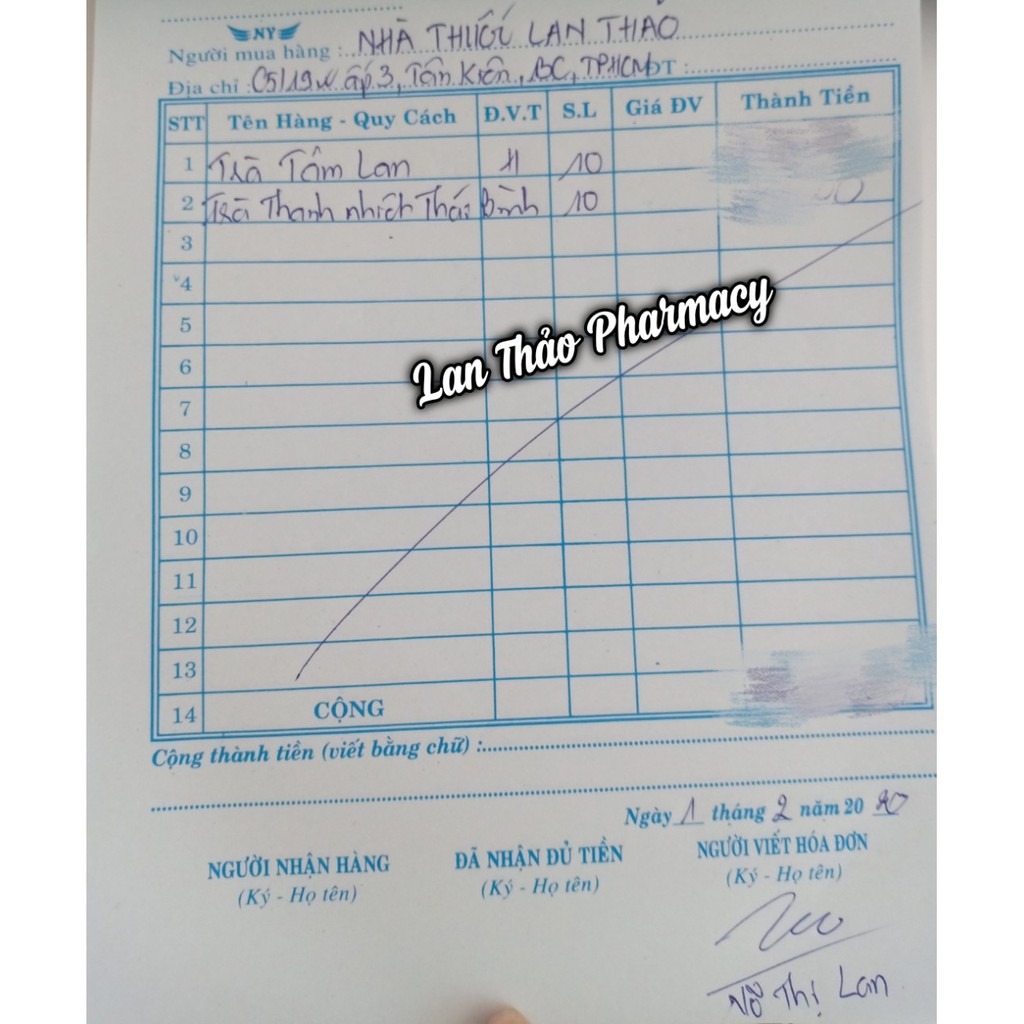 NY
Người mua hàng : NHÀ THUỐC LAN THẢO
Địa chỉ : C5/19 ấp 3, Tân Kiên, BC, TPHCM ĐT :
STT Tên Hàng - Quy Cách Đ.V.T S.L Giá ĐV Thành Tiền
1 Trà Tâm Lan H 10
2 Trà Thanh nhiệt Thái Bình 10
3
4
5
6
Lan Thảo Pharmacy
7
8
9
10
11
12
13
14 CỘNG
Cộng thành tiền (viết bằng chữ) :
Ngày 1 tháng 2 năm 20 20
NGƯỜI NHẬN HÀNG ĐÃ NHẬN ĐỦ TIỀN NGƯỜI VIẾT HÓA ĐƠN
(Ký - Họ tên) (Ký - Họ tên) (Ký - Họ tên)
Võ Thị Lan